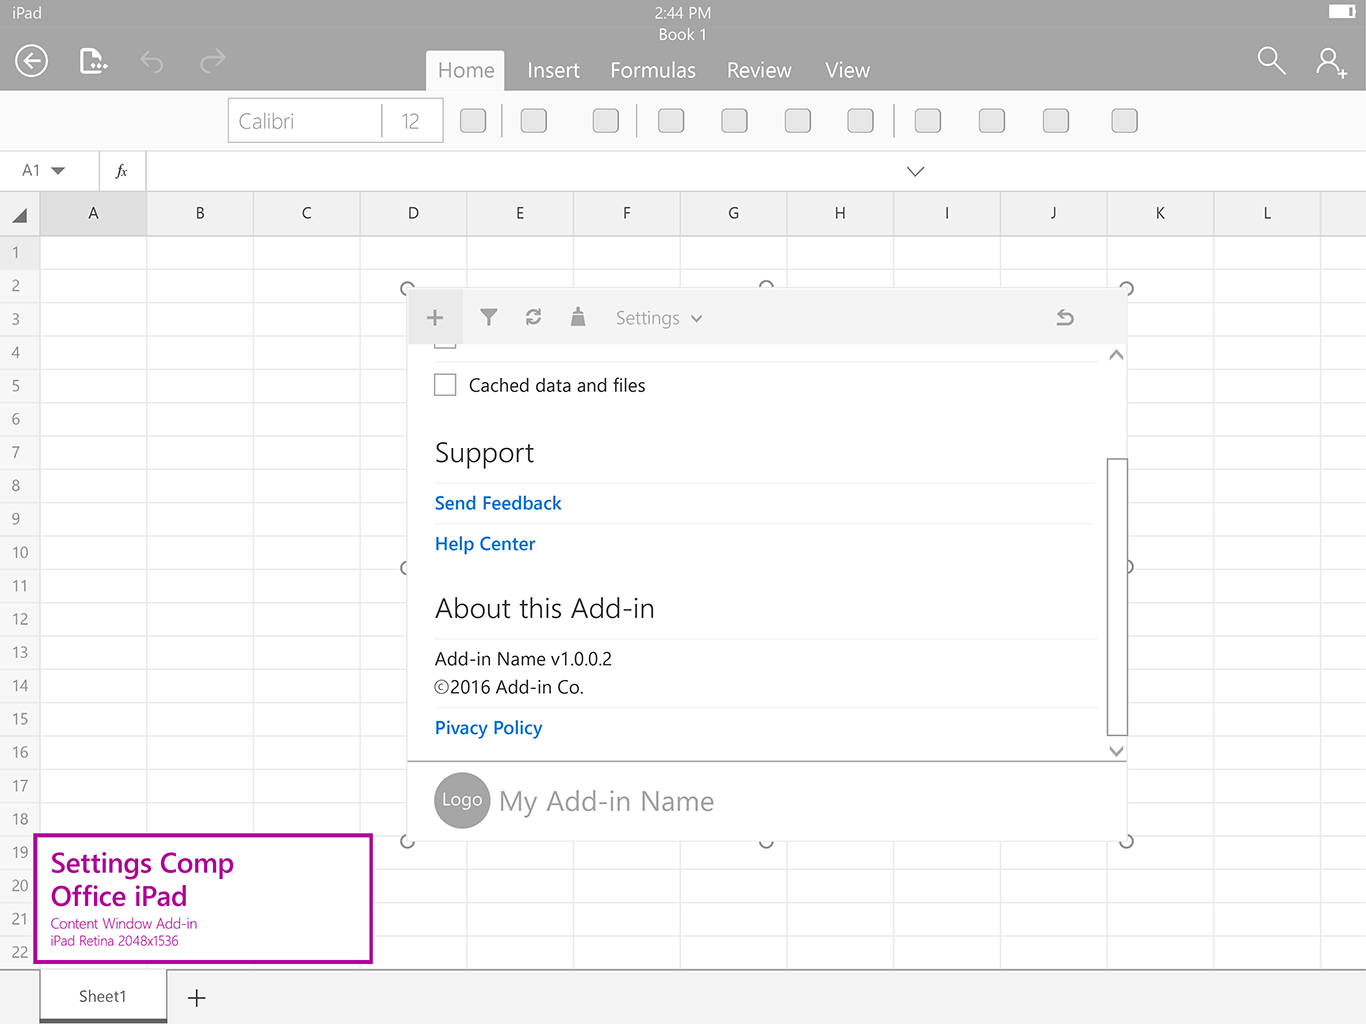 iPad
2:44 PM
Book 1
Home Insert Formulas Review View
Calibri 12
A1 fx
A B C D E F G H I J K L
1
2
3
4
5
6
7
8
9
10
11
12
13
14
15
16
17
18
19
20
21
22
Settings
Cached data and files
Support
Send Feedback
Help Center
About this Add-in
Add-in Name v1.0.0.2
©2016 Add-in Co.
Pivacy Policy
Logo My Add-in Name
Settings Comp
Office iPad
Content Window Add-in
iPad Retina 2048x1536
Sheet1